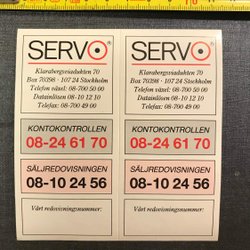 SERVO®
Klarabergsviadukten 70
Box 70298 · 107 24 Stockholm
Telefon växel: 08-700 50 00
Datainlösen 08-10 12 10
Telefax: 08-700 49 00
KONTOKONTROLLEN
08-24 61 70
SÄLJREDOVISNINGEN
08-10 24 56
Vårt redovisningsnummer:
SERVO®
Klarabergsviadukten 70
Box 70298 · 107 24 Stockholm
Telefon växel: 08-700 50 00
Datainlösen 08-10 12 10
Telefax: 08-700 49 00
KONTOKONTROLLEN
08-24 61 70
SÄLJREDOVISNINGEN
08-10 24 56
Vårt redovisningsnummer: